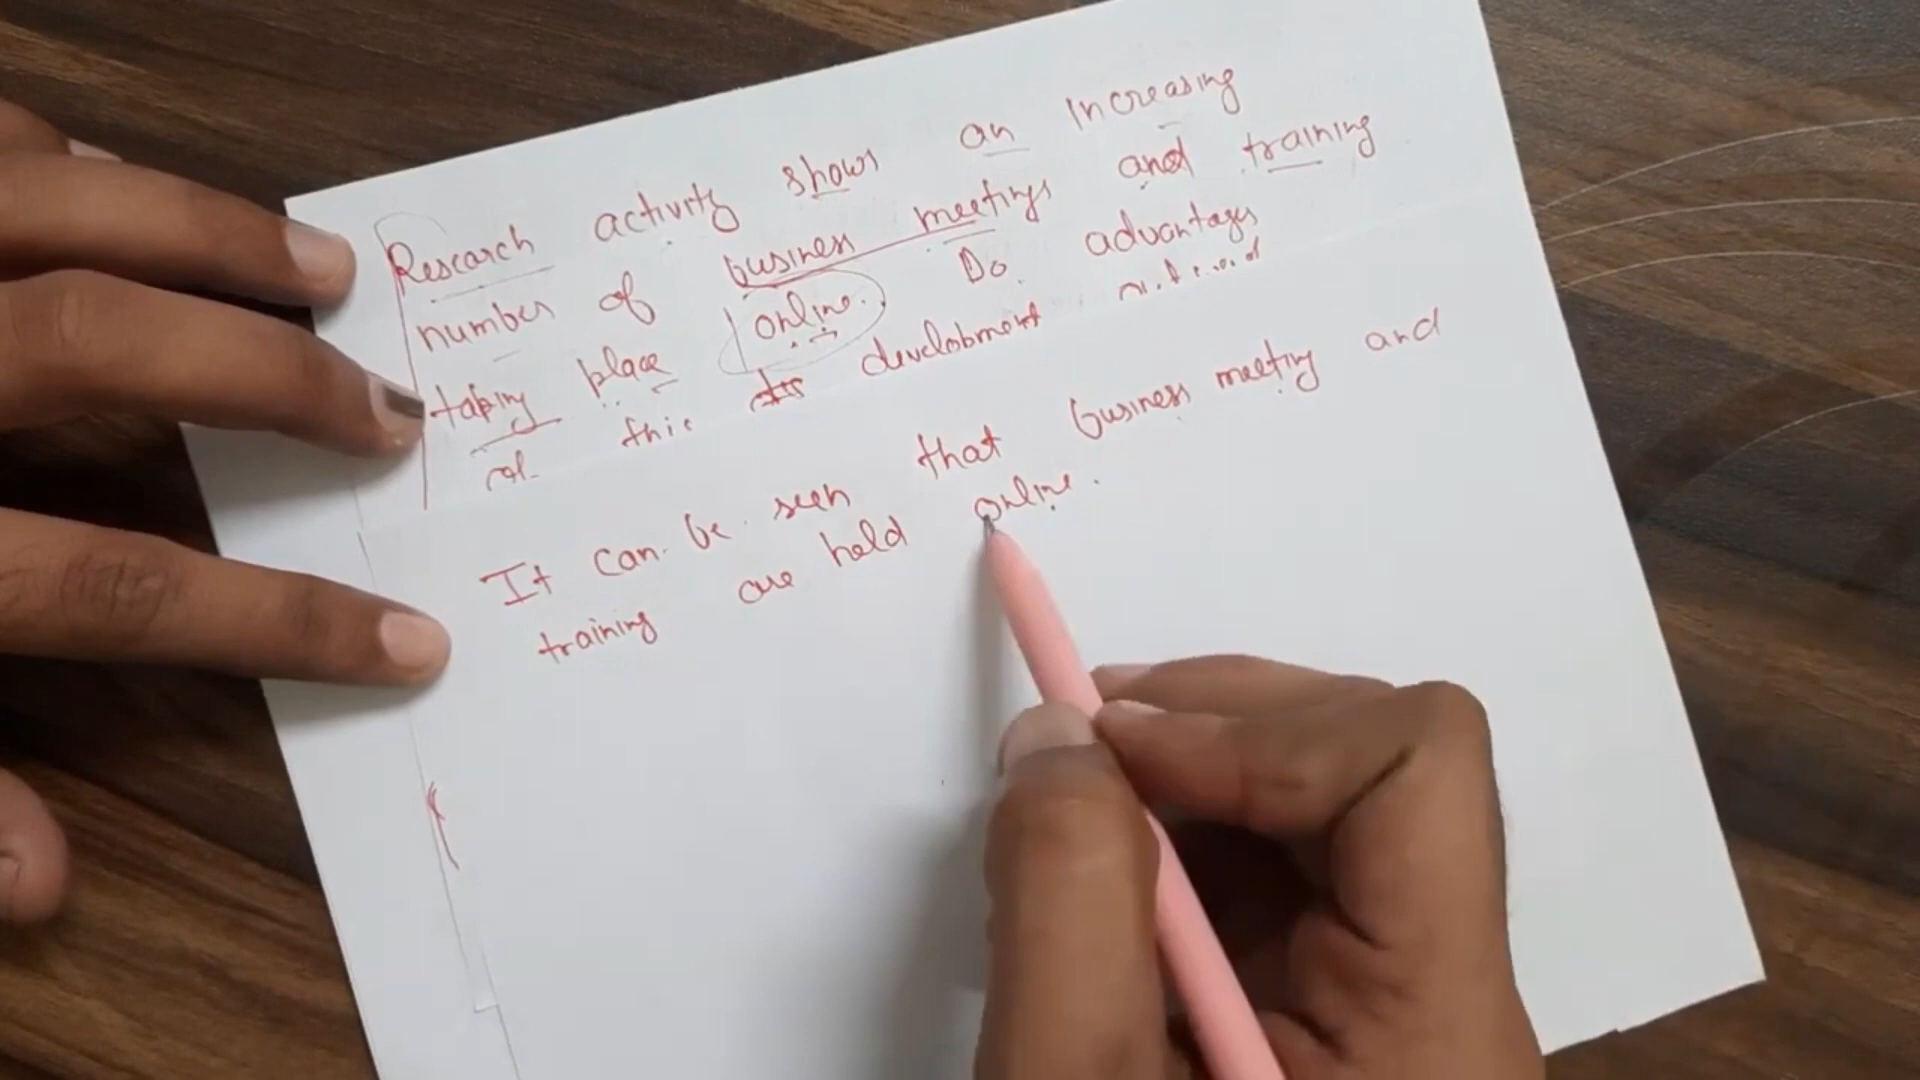 Research activity shows an increasing
number of business meetings and training
taking place online. Do advantages
of this development
It can be seen that business meeting and
training are held online.